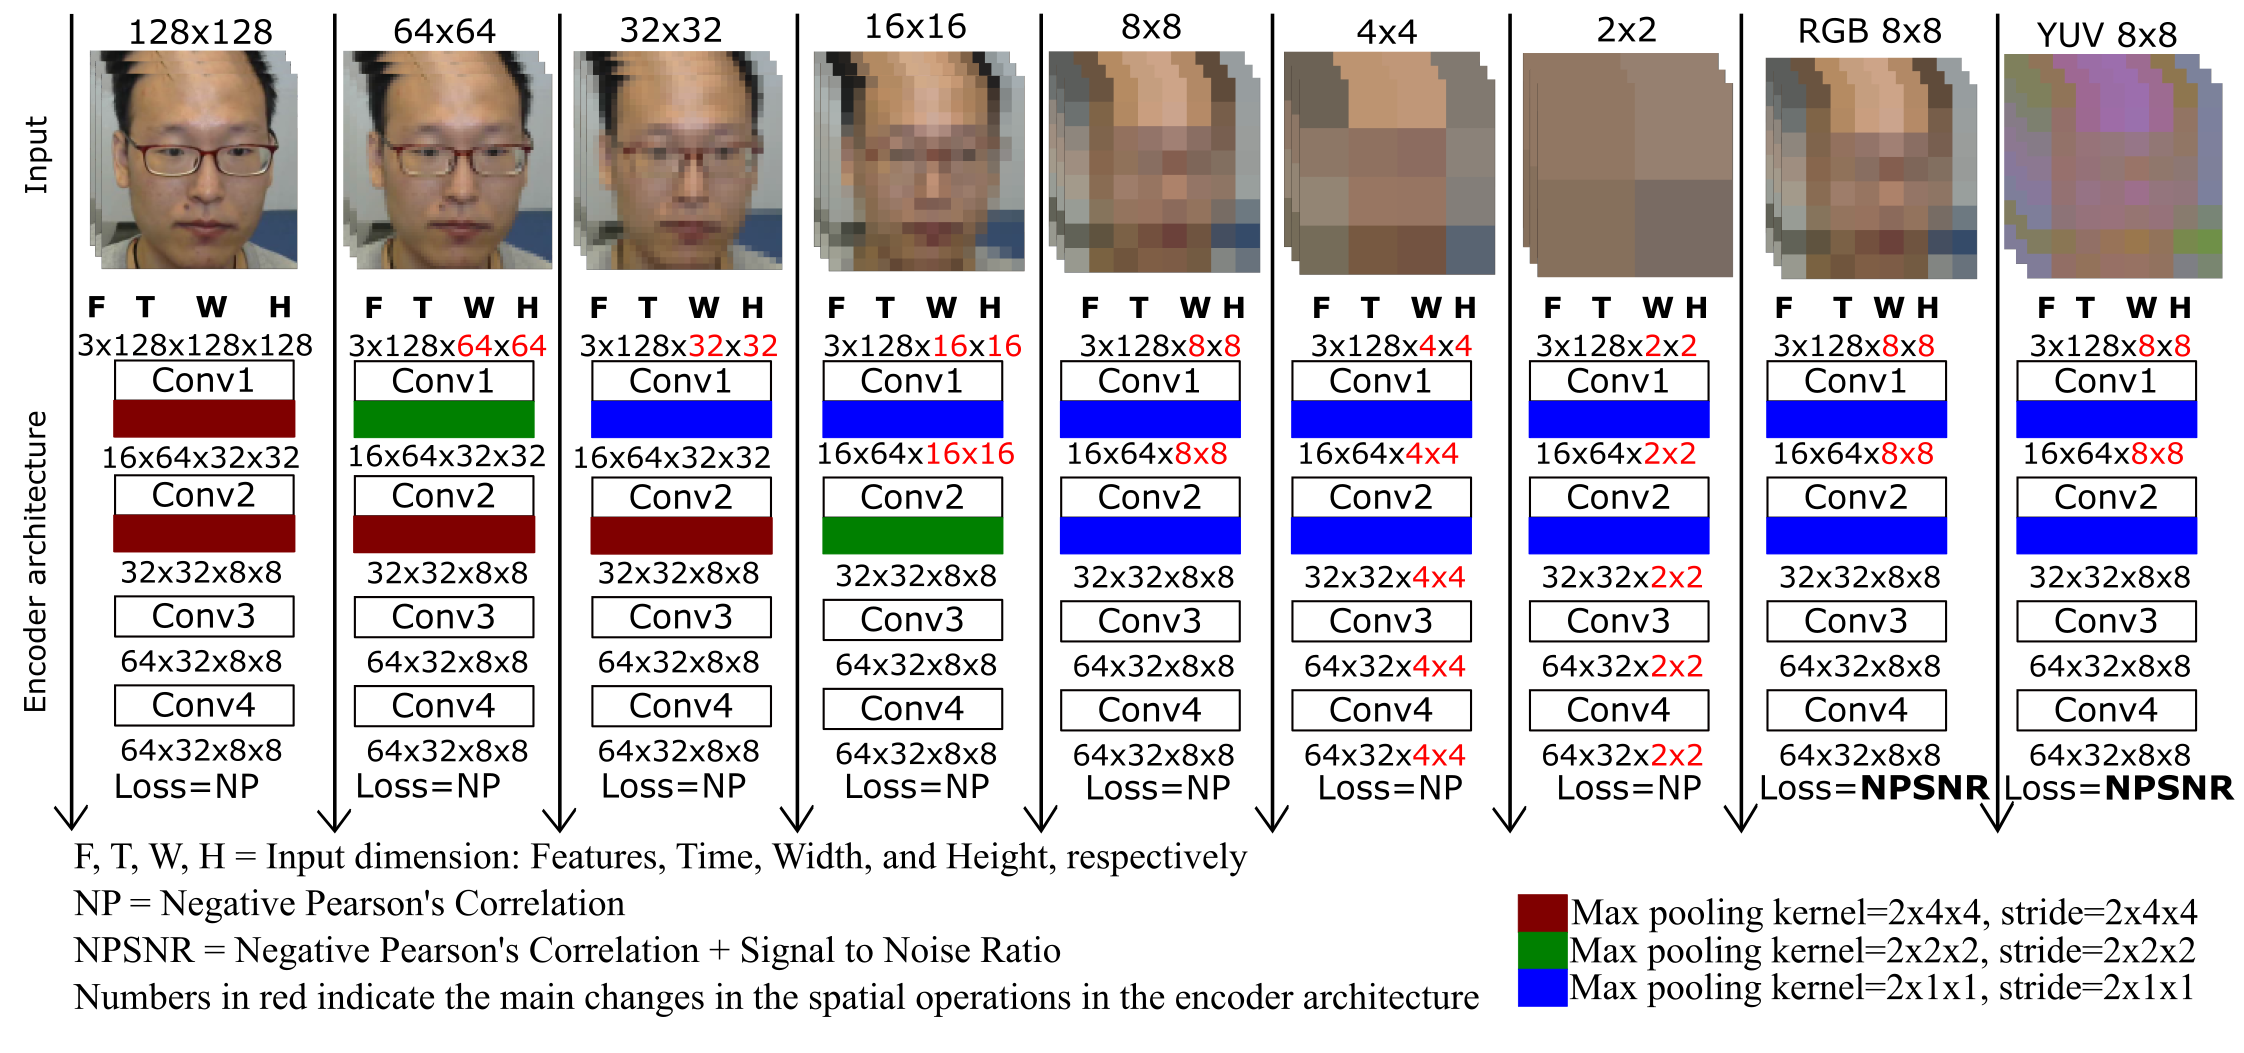 128x128 64x64 32x32 16x16 8x8 4x4 2x2 RGB 8x8 YUV 8x8
Input
F T W H F T W H F T W H F T W H F T W H F T W H F T W H F T W H F T W H
3x128x128x128 3x128x64x64 3x128x32x32 3x128x16x16 3x128x8x8 3x128x4x4 3x128x2x2 3x128x8x8 3x128x8x8
Encoder architecture
Conv1 Conv1 Conv1 Conv1 Conv1 Conv1 Conv1 Conv1 Conv1
16x64x32x32 16x64x32x32 16x64x32x32 16x64x16x16 16x64x8x8 16x64x4x4 16x64x2x2 16x64x8x8 16x64x8x8
Conv2 Conv2 Conv2 Conv2 Conv2 Conv2 Conv2 Conv2 Conv2
32x32x8x8 32x32x8x8 32x32x8x8 32x32x8x8 32x32x8x8 32x32x4x4 32x32x2x2 32x32x8x8 32x32x8x8
Conv3 Conv3 Conv3 Conv3 Conv3 Conv3 Conv3 Conv3 Conv3
64x32x8x8 64x32x8x8 64x32x8x8 64x32x8x8 64x32x8x8 64x32x4x4 64x32x2x2 64x32x8x8 64x32x8x8
Conv4 Conv4 Conv4 Conv4 Conv4 Conv4 Conv4 Conv4 Conv4
64x32x8x8 64x32x8x8 64x32x8x8 64x32x8x8 64x32x8x8 64x32x4x4 64x32x2x2 64x32x8x8 64x32x8x8
Loss=NP Loss=NP Loss=NP Loss=NP Loss=NP Loss=NP Loss=NP Loss=NPSNR Loss=NPSNR
F, T, W, H = Input dimension: Features, Time, Width, and Height, respectively
NP = Negative Pearson's Correlation
NPSNR = Negative Pearson's Correlation + Signal to Noise Ratio
Numbers in red indicate the main changes in the spatial operations in the encoder architecture
Max pooling kernel=2x4x4, stride=2x4x4
Max pooling kernel=2x2x2, stride=2x2x2
Max pooling kernel=2x1x1, stride=2x1x1